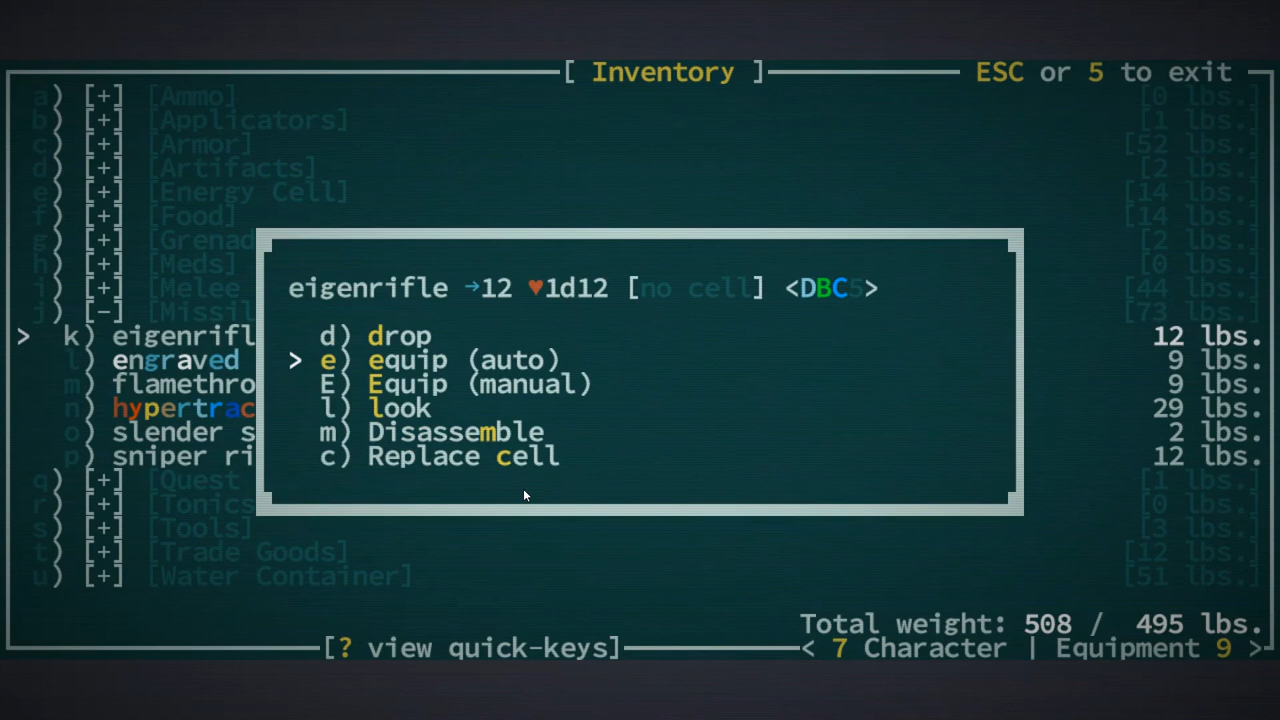 [ Inventory ] ESC or 5 to exit
a) [+] [Ammo] [0 lbs.]
b) [+] [Applicators] [1 lbs.]
c) [+] [Armor] [52 lbs.]
d) [+] [Artifacts] [2 lbs.]
e) [+] [Energy Cell] [14 lbs.]
f) [+] [Food] [14 lbs.]
g) [+] [Grenad [2 lbs.]
h) [+] [Meds] [0 lbs.]
i) [+] [Melee [44 lbs.]
j) [-] [Missil [73 lbs.]
> k) eigenrifl 12 lbs.
l) engraved 9 lbs.
m) flamethro 9 lbs.
n) hypertrac 29 lbs.
o) slender s 2 lbs.
p) sniper ri 12 lbs.
q) [+] [Quest [1 lbs.]
r) [+] [Tonics [0 lbs.]
s) [+] [Tools] [3 lbs.]
t) [+] [Trade Goods] [12 lbs.]
u) [+] [Water Container] [51 lbs.]
eigenrifle →12 ♥1d12 [no cell] <DBC5>
d) drop
> e) equip (auto)
E) Equip (manual)
l) look
m) Disassemble
c) Replace cell
Total weight: 508 / 495 lbs.
[? view quick-keys] < 7 Character | Equipment 9 >